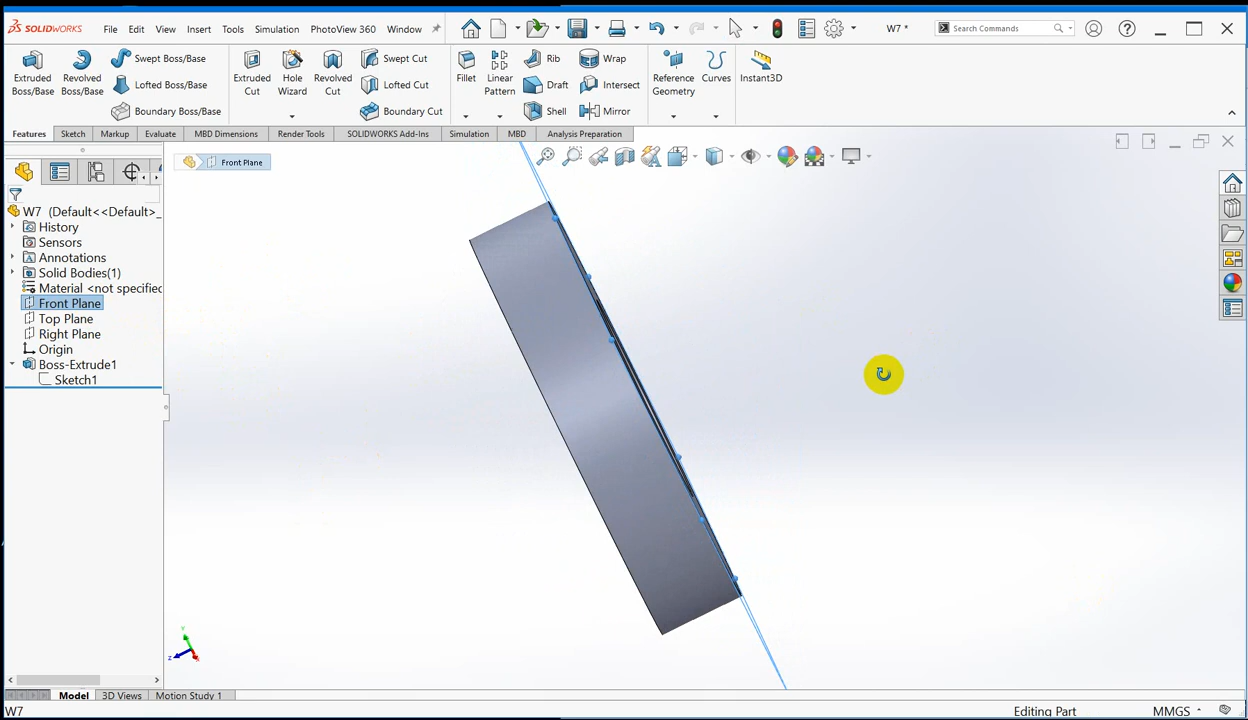 SOLIDWORKS File Edit View Insert Tools Simulation PhotoView 360 Window W7 * Search Commands
Extruded Boss/Base
Revolved Boss/Base
Swept Boss/Base
Lofted Boss/Base
Boundary Boss/Base
Extruded Cut
Hole Wizard
Revolved Cut
Swept Cut
Lofted Cut
Boundary Cut
Fillet
Linear Pattern
Rib
Draft
Shell
Wrap
Intersect
Mirror
Reference Geometry
Curves
Instant3D
Features Sketch Markup Evaluate MBD Dimensions Render Tools SOLIDWORKS Add-Ins Simulation MBD Analysis Preparation
Front Plane
W7 (Default<<Default>_
History
Sensors
Annotations
Solid Bodies(1)
Material <not specified
Front Plane
Top Plane
Right Plane
Origin
Boss-Extrude1
Sketch1
Y
Z
X
Model 3D Views Motion Study 1
W7 Editing Part MMGS